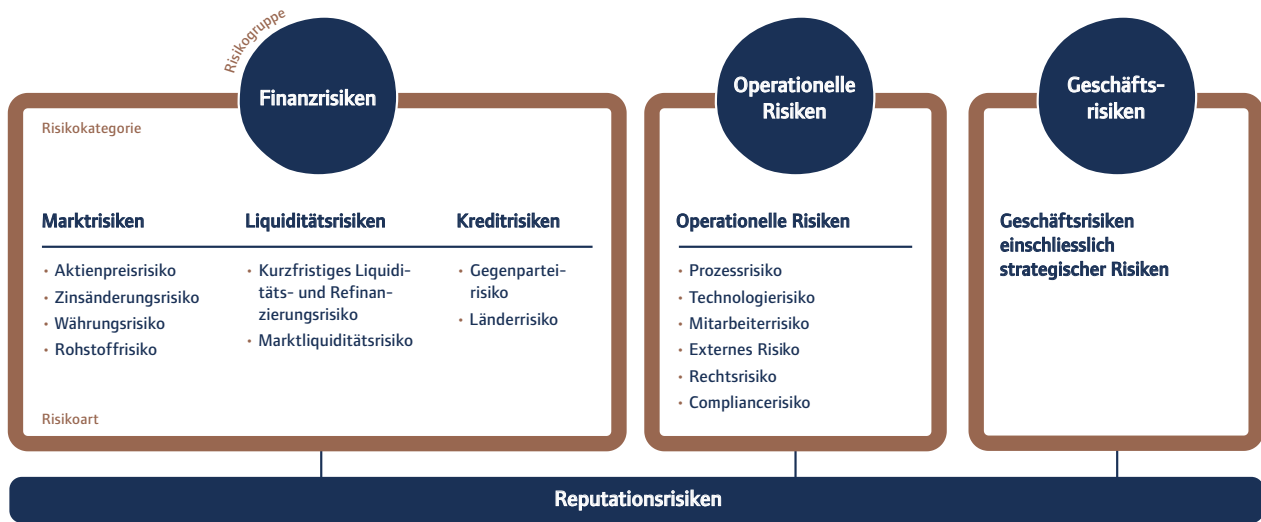 Risikogruppe
Finanzrisiken
Risikokategorie
Marktrisiken
• Aktienpreisrisiko
• Zinsänderungsrisiko
• Währungsrisiko
• Rohstoffrisiko
Liquiditätsrisiken
• Kurzfristiges Liquidi-
täts- und Refinan-
zierungsrisiko
• Marktliquiditätsrisiko
Kreditrisiken
• Gegenpartei-
risiko
• Länderrisiko
Risikoart
Operationelle
Risiken
Operationelle Risiken
• Prozessrisiko
• Technologierisiko
• Mitarbeiterrisiko
• Externes Risiko
• Rechtsrisiko
• Compliancerisiko
Geschäfts-
risiken
Geschäftsrisiken
einschliesslich
strategischer Risiken
Reputationsrisiken